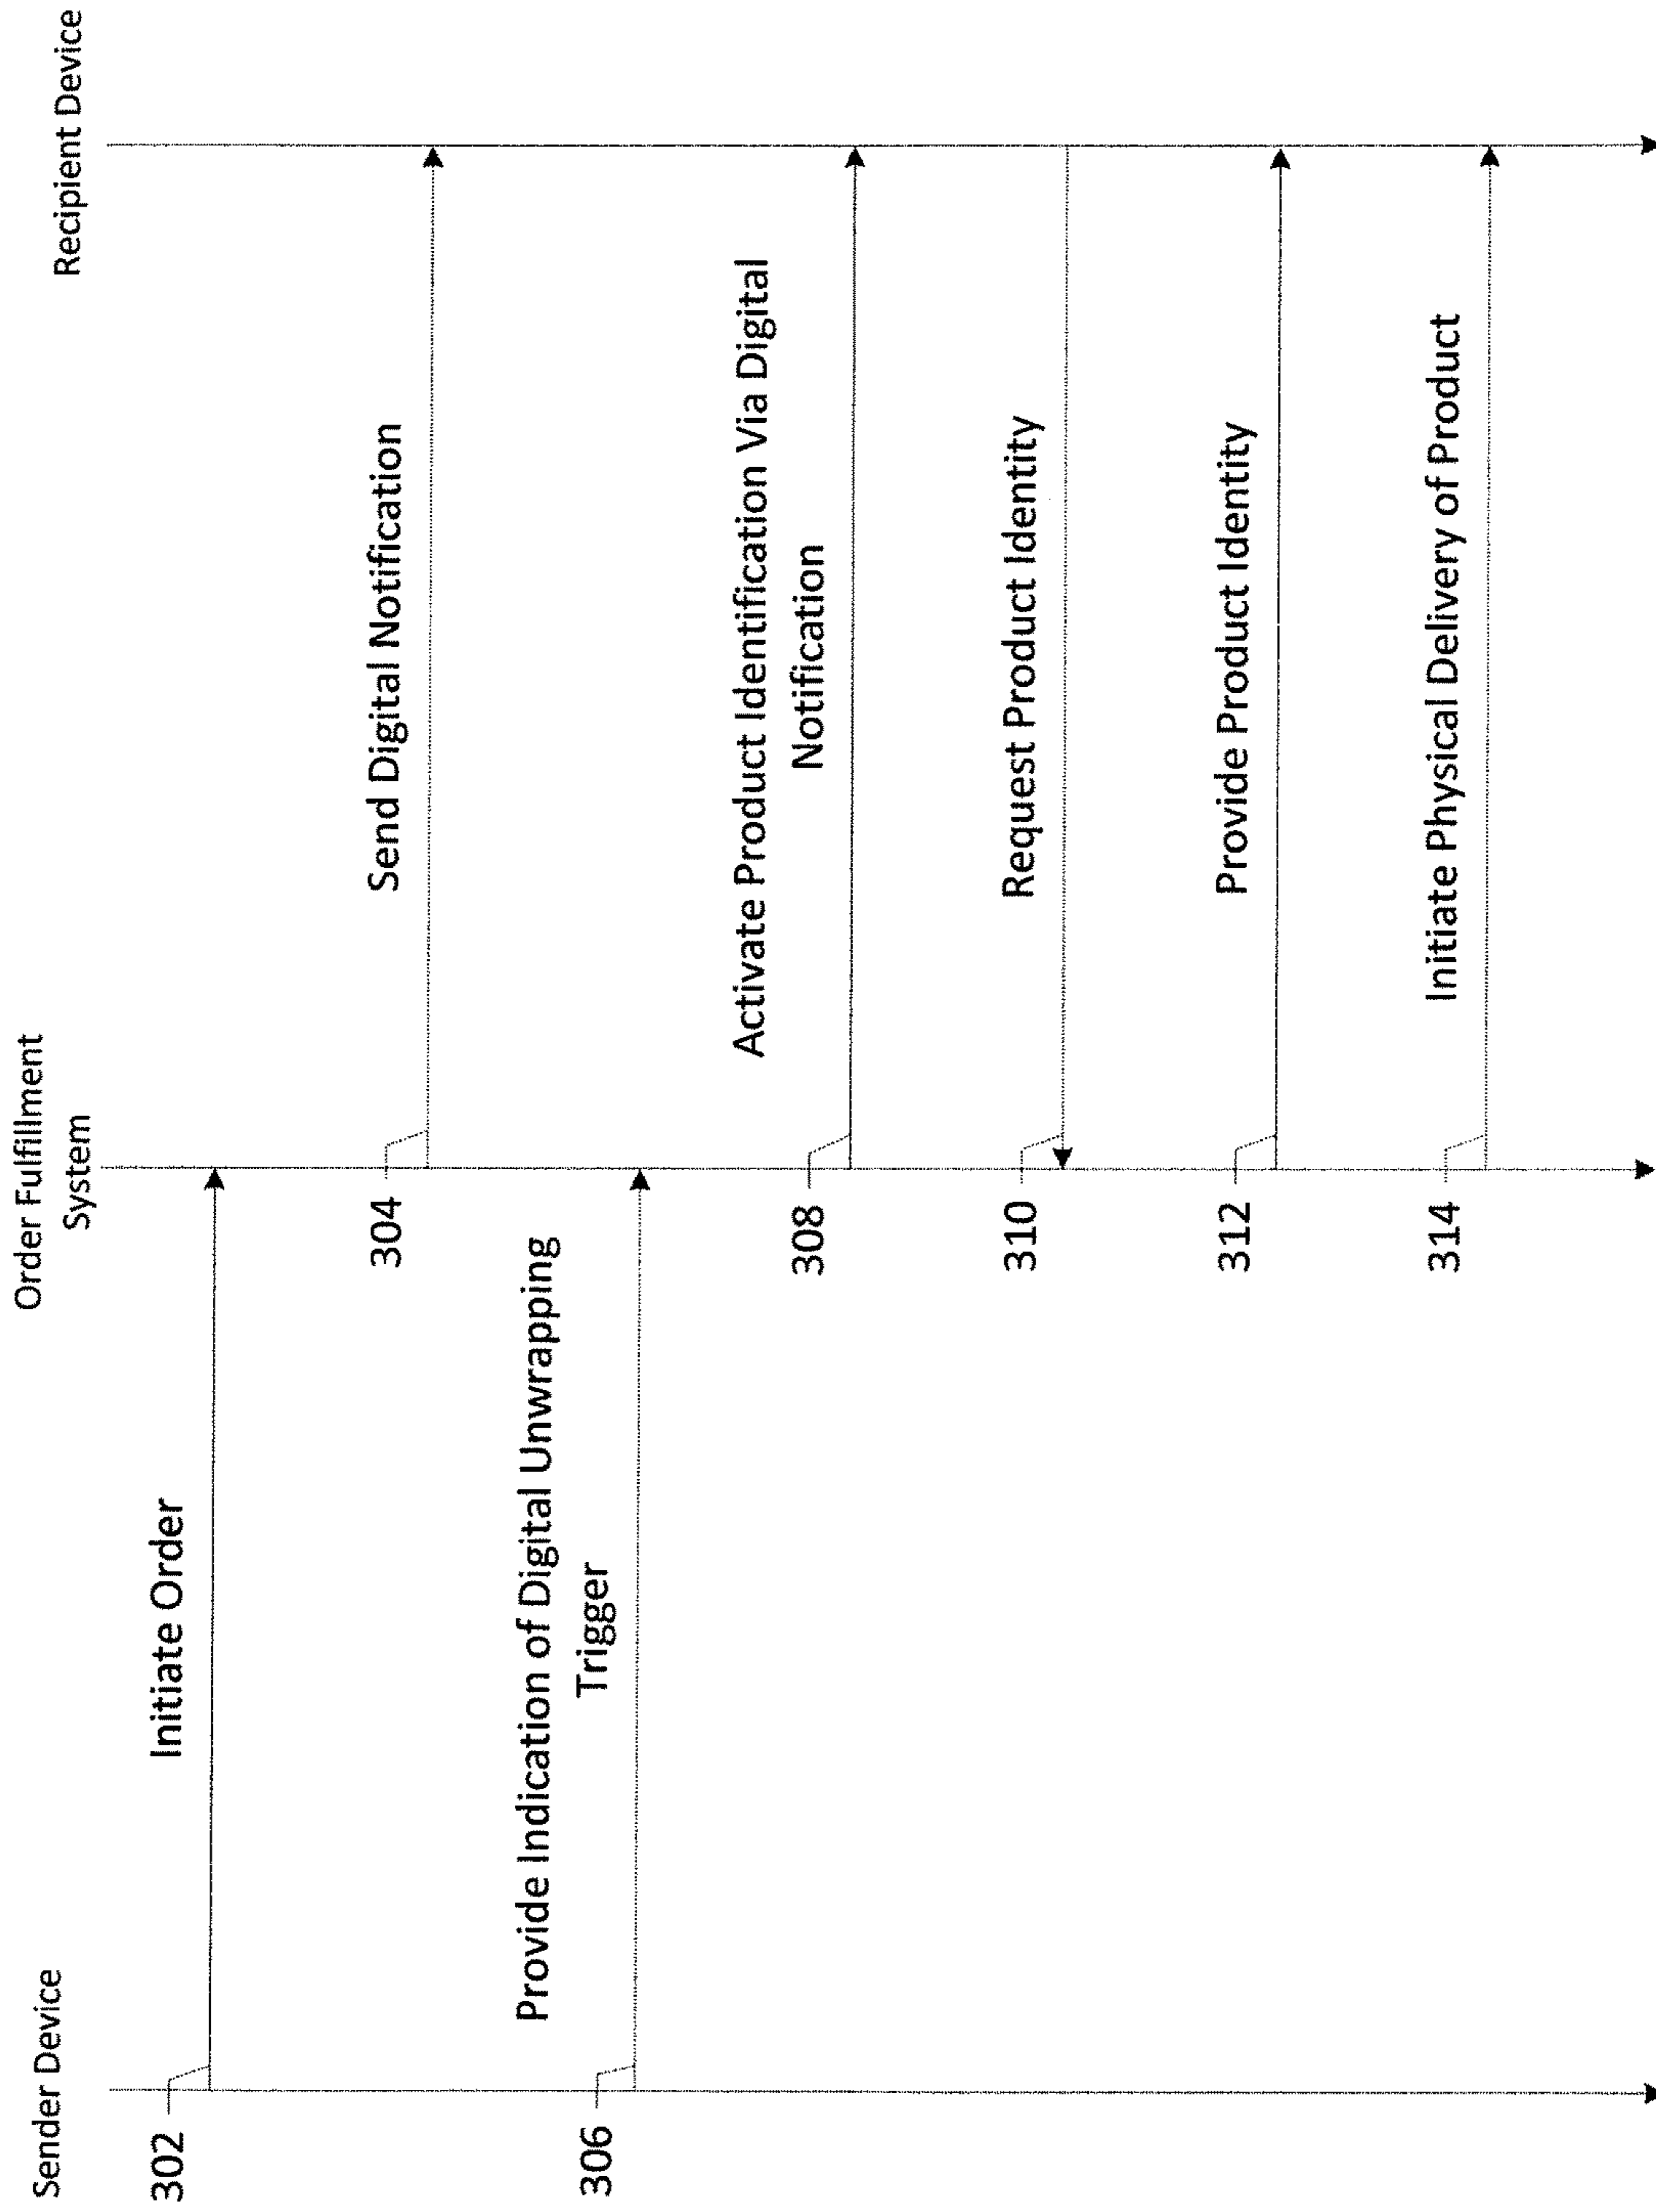 Sender Device
Order Fulfillment
System
Recipient Device
302
Initiate Order
304
Send Digital Notification
306
Provide Indication of Digital Unwrapping
Trigger
308
Activate Product Identification Via Digital
Notification
310
Request Product Identity
312
Provide Product Identity
314
Initiate Physical Delivery of Product